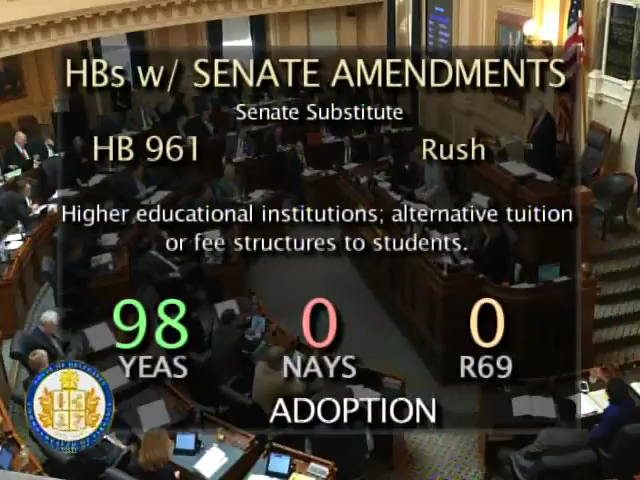 HBs w/ SENATE AMENDMENTS
Senate Substitute
HB 961 Rush
Higher educational institutions; alternative tuition
or fee structures to students.
98 0 0
YEAS NAYS R69
ADOPTION